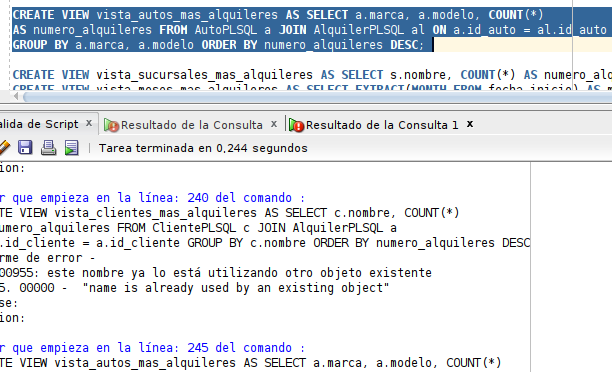 CREATE VIEW vista_autos_mas_alquileres AS SELECT a.marca, a.modelo, COUNT(*)
AS numero_alquileres FROM AutoPLSQL a JOIN AlquilerPLSQL al ON a.id_auto = al.id_auto
GROUP BY a.marca, a.modelo ORDER BY numero_alquileres DESC;
CREATE VIEW vista_sucursales_mas_alquileres AS SELECT s.nombre, COUNT(*) AS numero_alq
CREATE VIEW vista_meses_mas_alquileres AS SELECT EXTRACT(MONTH FROM fecha_inicio) AS m
alida de Script x Resultado de la Consulta x Resultado de la Consulta 1 x
Tarea terminada en 0,244 segundos
ion:
r que empieza en la línea: 240 del comando :
TE VIEW vista_clientes_mas_alquileres AS SELECT c.nombre, COUNT(*)
umero_alquileres FROM ClientePLSQL c JOIN AlquilerPLSQL a
.id_cliente = a.id_cliente GROUP BY c.nombre ORDER BY numero_alquileres DESC
rme de error -
00955: este nombre ya lo está utilizando otro objeto existente
5. 00000 - "name is already used by an existing object"
se:
ion:
r que empieza en la línea: 245 del comando :
TE VIEW vista_autos_mas_alquileres AS SELECT a.marca, a.modelo, COUNT(*)